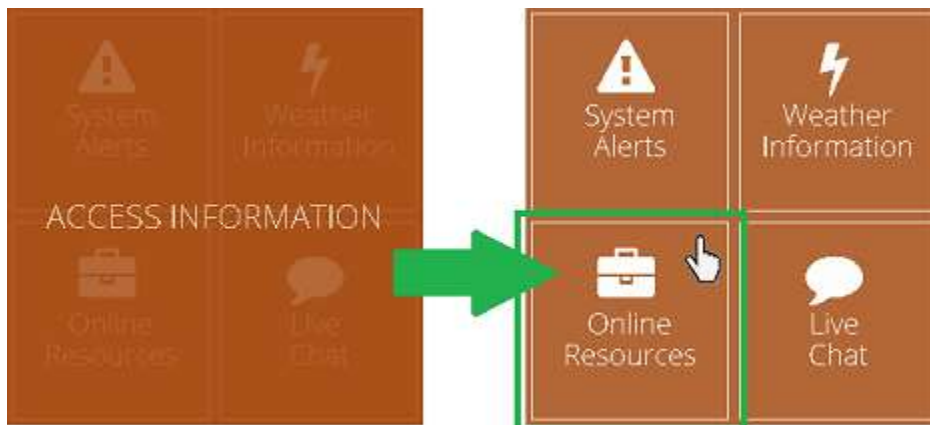 System
Alerts
Weather
Information
ACCESS INFORMATION
Online
Resources
Live
Chat
System
Alerts
Weather
Information
Online
Resources
Live
Chat